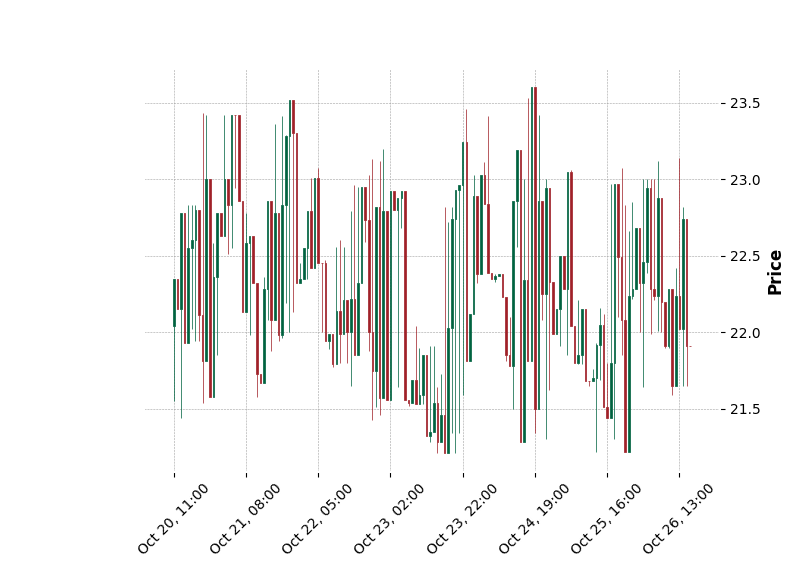 23.5
23.0
22.5
22.0
21.5
Price
Oct 20, 11:00
Oct 21, 08:00
Oct 22, 05:00
Oct 23, 02:00
Oct 23, 22:00
Oct 24, 19:00
Oct 25, 16:00
Oct 26, 13:00